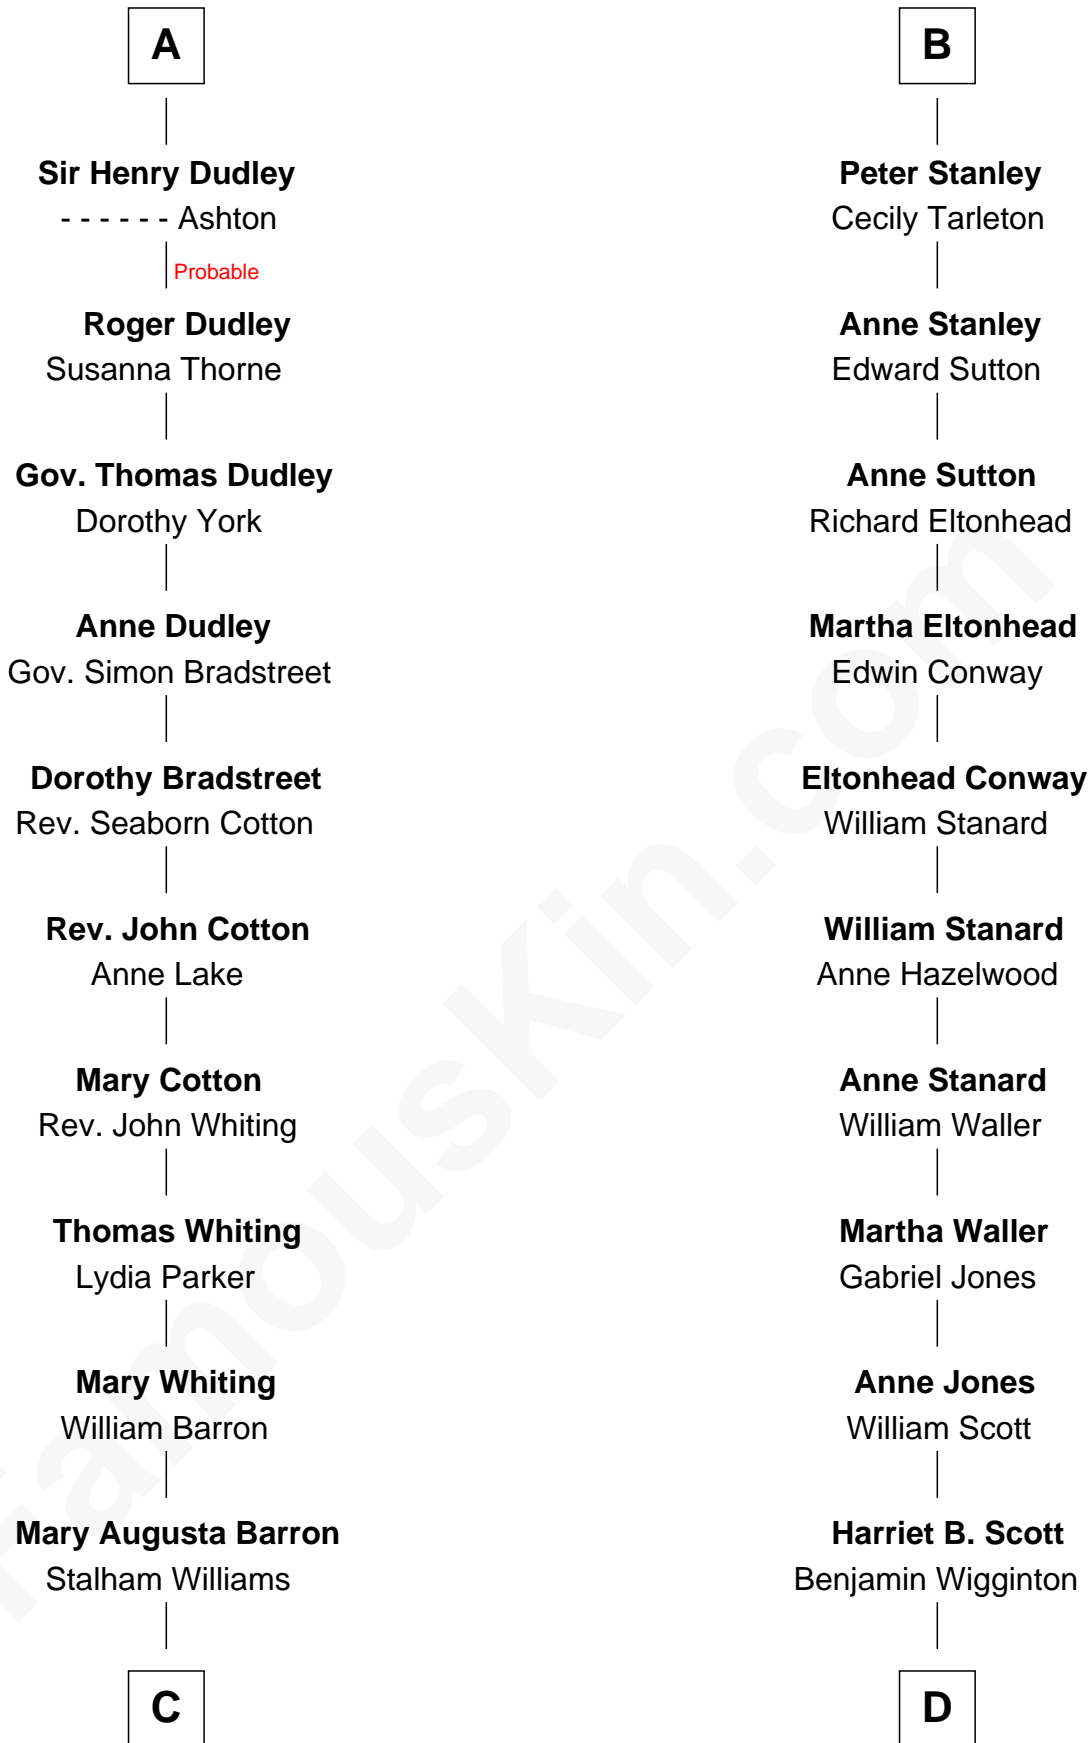 A
Sir Henry Dudley
- - - - - - Ashton
Probable
Roger Dudley
Susanna Thorne
Gov. Thomas Dudley
Dorothy York
Anne Dudley
Gov. Simon Bradstreet
Dorothy Bradstreet
Rev. Seaborn Cotton
Rev. John Cotton
Anne Lake
Mary Cotton
Rev. John Whiting
Thomas Whiting
Lydia Parker
Mary Whiting
William Barron
Mary Augusta Barron
Stalham Williams
C
B
Peter Stanley
Cecily Tarleton
Anne Stanley
Edward Sutton
Anne Sutton
Richard Eltonhead
Martha Eltonhead
Edwin Conway
Eltonhead Conway
William Stanard
William Stanard
Anne Hazelwood
Anne Stanard
William Waller
Martha Waller
Gabriel Jones
Anne Jones
William Scott
Harriet B. Scott
Benjamin Wigginton
D
FamousKin.com